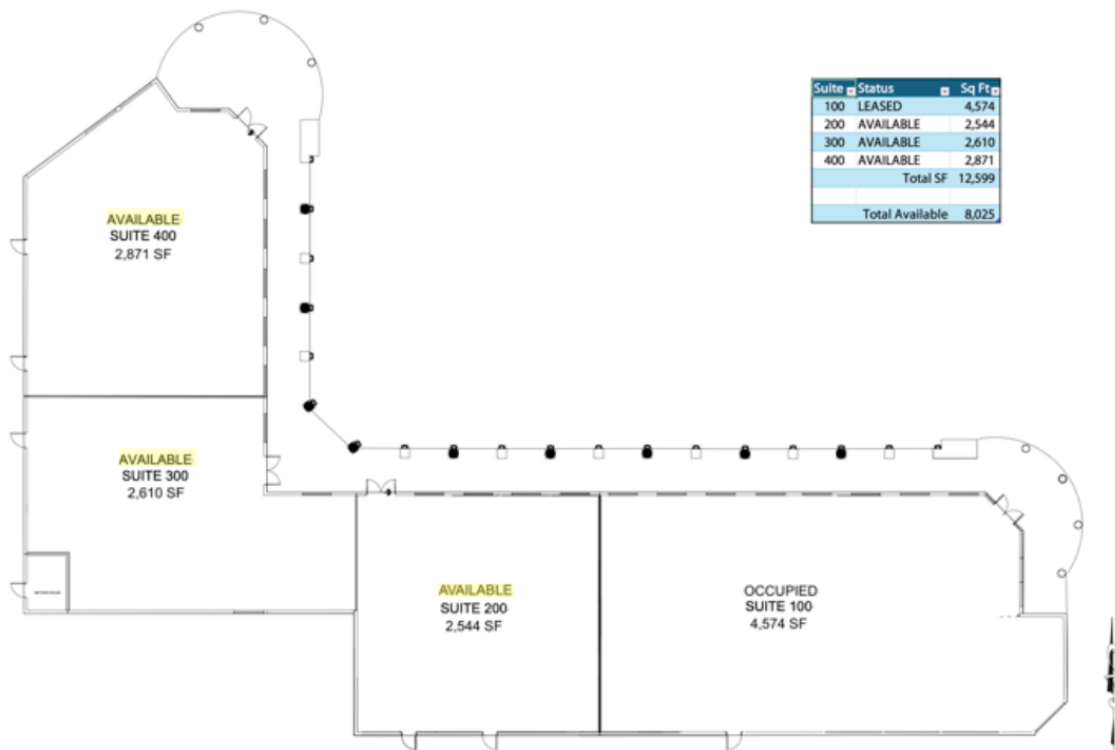 Suite Status Sq Ft
100 LEASED 4,574
200 AVAILABLE 2,544
300 AVAILABLE 2,610
400 AVAILABLE 2,871
Total SF 12,599
Total Available 8,025
AVAILABLE
SUITE 400
2,871 SF
AVAILABLE
SUITE 300
2,610 SF
AVAILABLE
SUITE 200
2,544 SF
OCCUPIED
SUITE 100
4,574 SF